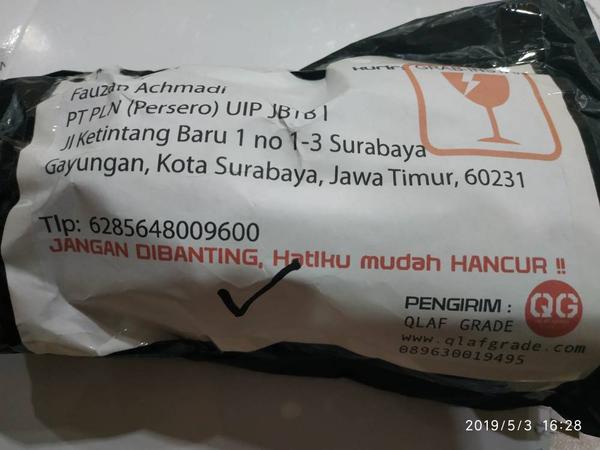 Fauzan Achmadi
PT PLN (Persero) UIP JBTB I
Jl Ketintang Baru 1 no 1-3 Surabaya
Gayungan, Kota Surabaya, Jawa Timur, 60231
Tlp: 6285648009600
JANGAN DIBANTING, Hatiku mudah HANCUR !!
PENGIRIM :
QG
QLAF GRADE
www.qlafgrade.com
089630019495
2019/5/3 16:28